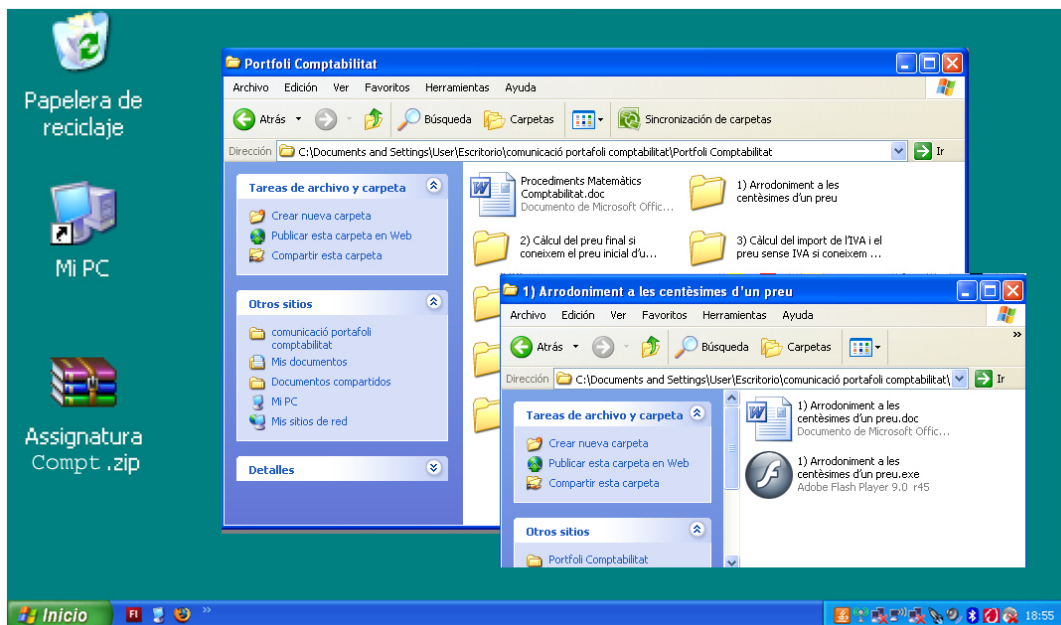 Papelera de
reciclaje
Mi PC
Assignatura
Compt .zip
Portfoli Comptabilitat
Archivo Edición Ver Favoritos Herramientas Ayuda
Atrás Búsqueda Carpetas Sincronización de carpetas
Dirección C:\Documents and Settings\User\Escritorio\comunicació portafoli comptabilitat\Portfoli Comptabilitat Ir
Tareas de archivo y carpeta
Crear nueva carpeta
Publicar esta carpeta en Web
Compartir esta carpeta
Otros sitios
comunicació portafoli
comptabilitat
Mis documentos
Documentos compartidos
Mi PC
Mis sitios de red
Detalles
Procediments Matemàtics
Comptabilitat.doc
Documento de Microsoft Offic...
1) Arrodoniment a les
centèsimes d'un preu
2) Càlcul del preu final si
coneixem el preu inicial d'u...
3) Càlcul del import de l'IVA i el
preu sense IVA si coneixem ...
1) Arrodoniment a les centèsimes d'un preu
Archivo Edición Ver Favoritos Herramientas Ayuda
Atrás Búsqueda Carpetas »
Dirección C:\Documents and Settings\User\Escritorio\comunicació portafoli comptabilitat\ Ir
Tareas de archivo y carpeta
Crear nueva carpeta
Publicar esta carpeta en Web
Compartir esta carpeta
Otros sitios
Portfoli Comptabilitat
1) Arrodoniment a les
centèsimes d'un preu.doc
Documento de Microsoft Offic...
1) Arrodoniment a les
centèsimes d'un preu.exe
Adobe Flash Player 9.0 r45
Inicio Fl » 18:55